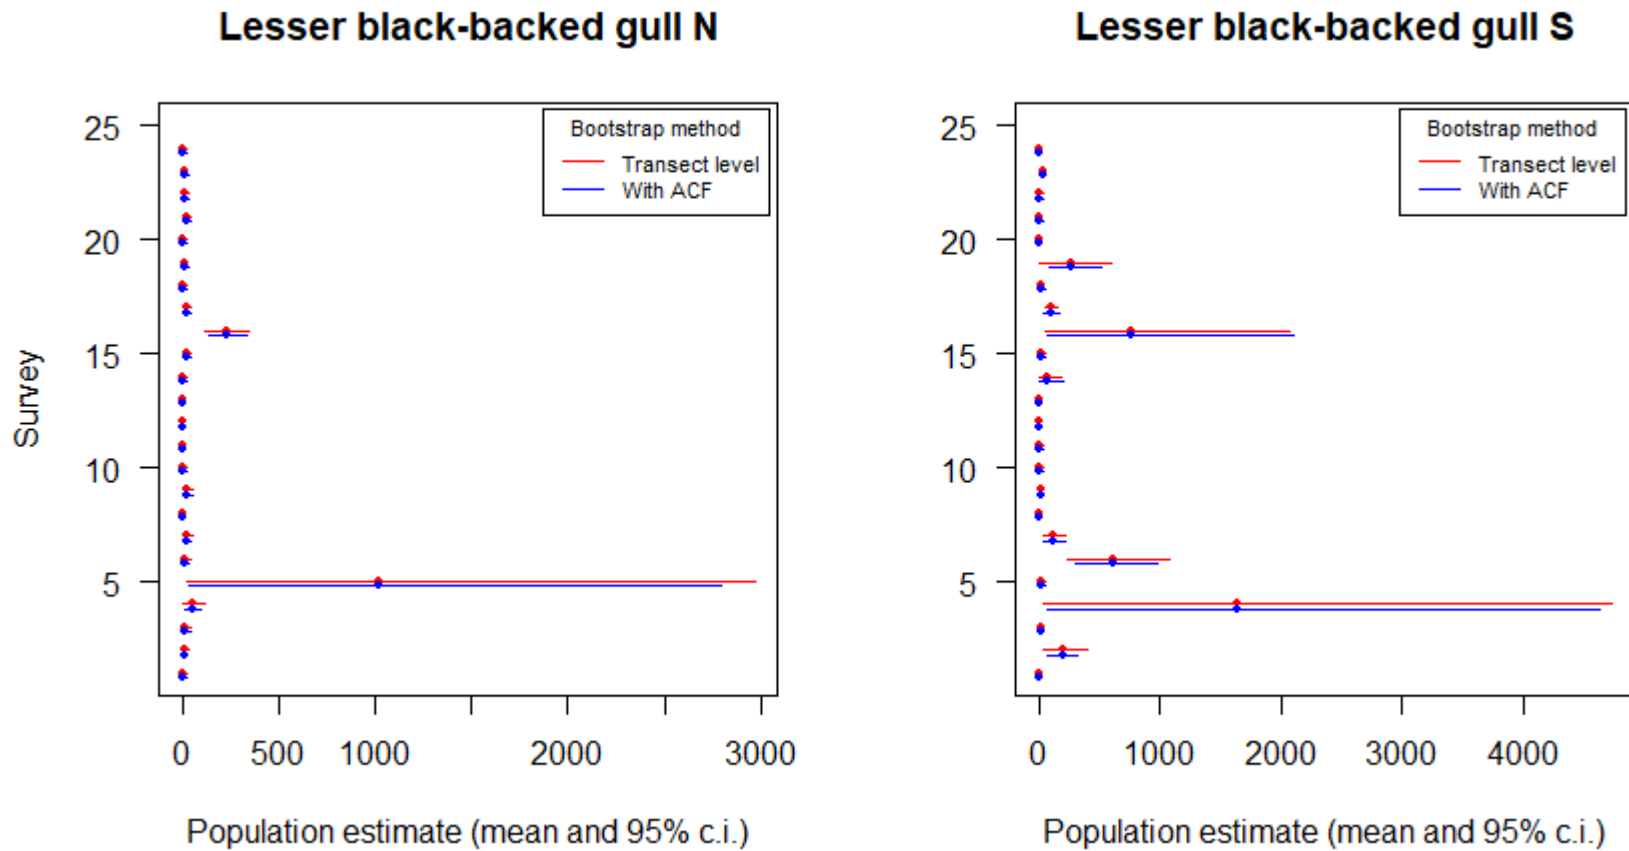 Lesser black-backed gull N
Bootstrap method
Transect level
With ACF
25
20
15
10
5
Survey
0 500 1000 2000 3000
Population estimate (mean and 95% c.i.)
Lesser black-backed gull S
Bootstrap method
Transect level
With ACF
25
20
15
10
5
0 1000 2000 3000 4000
Population estimate (mean and 95% c.i.)